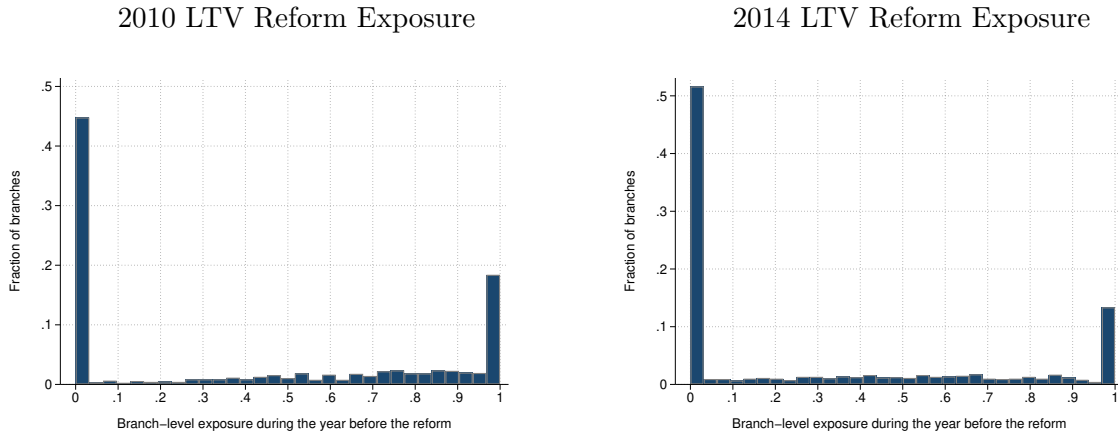 2010 LTV Reform Exposure
Fraction of branches
.5
.4
.3
.2
.1
0
0 .1 .2 .3 .4 .5 .6 .7 .8 .9 1
Branch−level exposure during the year before the reform
2014 LTV Reform Exposure
Fraction of branches
.5
.4
.3
.2
.1
0
0 .1 .2 .3 .4 .5 .6 .7 .8 .9 1
Branch−level exposure during the year before the reform